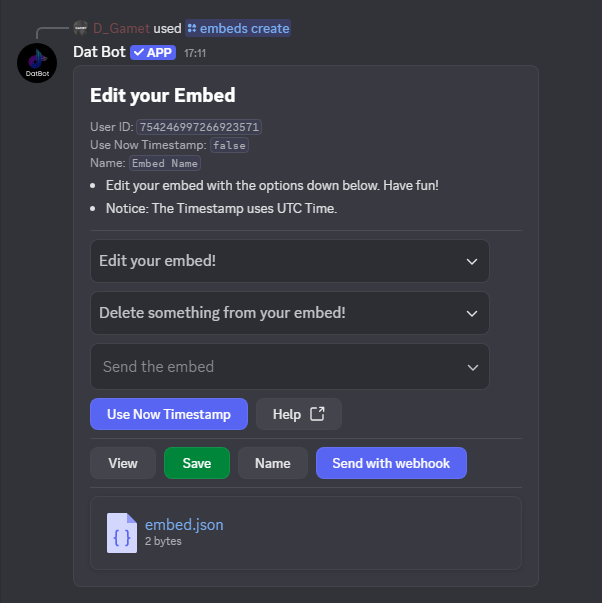 D_Gamet used embeds create
DatBot
Dat Bot ✓ APP 17:11
Edit your Embed
User ID: 754246997266923571
Use Now Timestamp: false
Name: Embed Name
• Edit your embed with the options down below. Have fun!
• Notice: The Timestamp uses UTC Time.
Edit your embed!
Delete something from your embed!
Send the embed
Use Now Timestamp Help
View Save Name Send with webhook
{ } embed.json
2 bytes